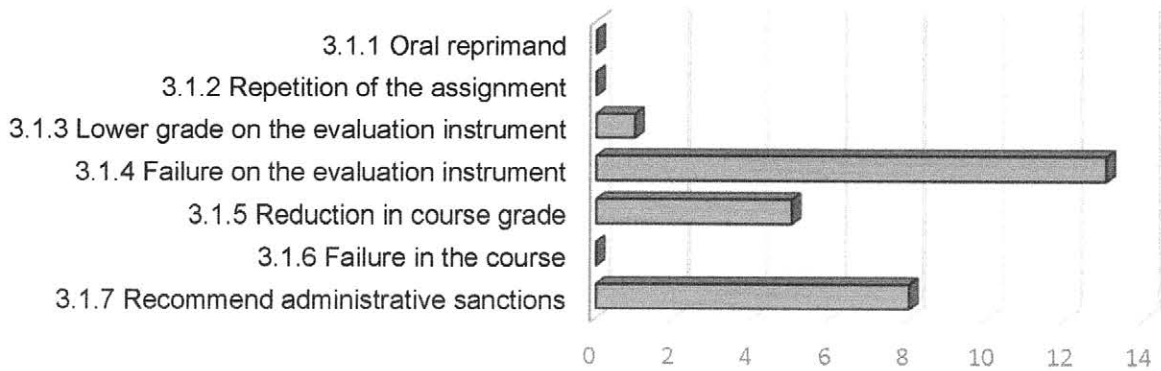 3.1.1 Oral reprimand
3.1.2 Repetition of the assignment
3.1.3 Lower grade on the evaluation instrument
3.1.4 Failure on the evaluation instrument
3.1.5 Reduction in course grade
3.1.6 Failure in the course
3.1.7 Recommend administrative sanctions
0 2 4 6 8 10 12 14